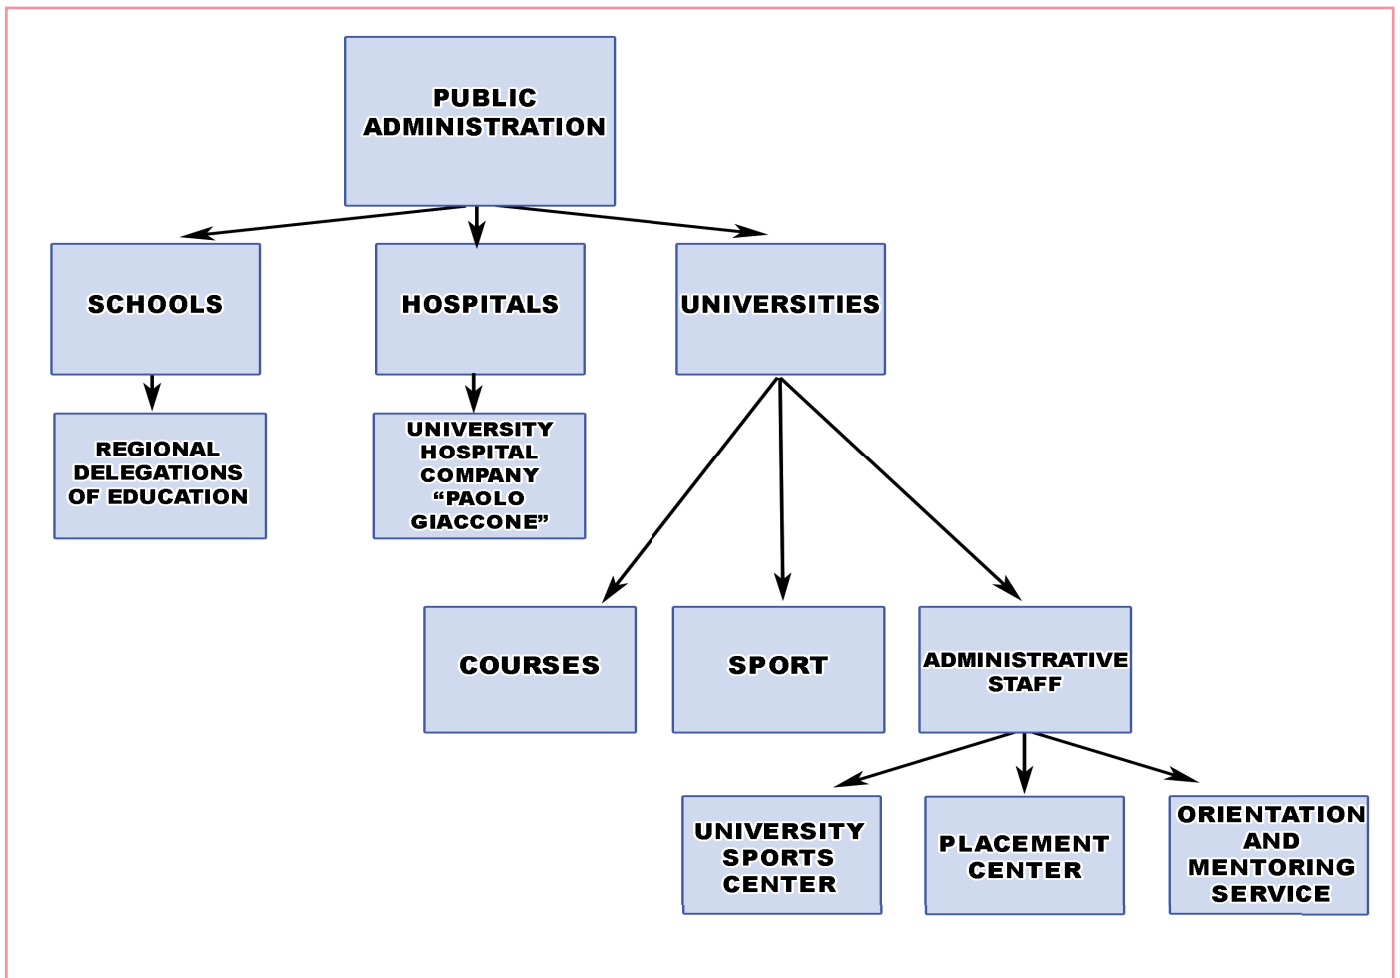 PUBLIC
ADMINISTRATION
SCHOOLS
HOSPITALS
UNIVERSITIES
REGIONAL
DELEGATIONS
OF EDUCATION
UNIVERSITY
HOSPITAL
COMPANY
“PAOLO
GIACCONE”
COURSES
SPORT
ADMINISTRATIVE
STAFF
UNIVERSITY
SPORTS
CENTER
PLACEMENT
CENTER
ORIENTATION
AND
MENTORING
SERVICE